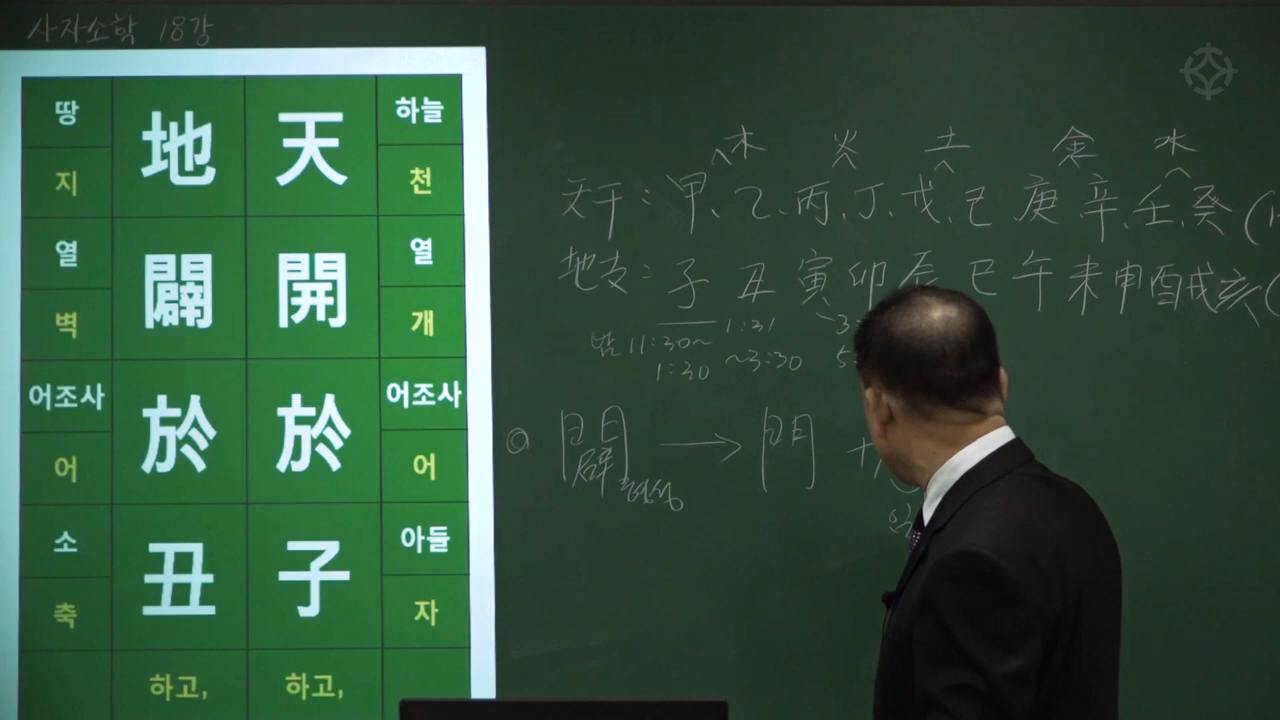 사자소학 18강
땅 地 天 하늘
지 천
열 闢 開 열
벽 개
어조사 於 於 어조사
어 어
소 丑 子 아들
축 자
하고, 하고,
木 火 土 金 水
天干: 甲、乙、丙、丁、戊、己 庚 辛、壬、癸 (
地支: 子 丑 寅 卯 辰 巳 午 未 申 酉 戌 亥 (
밤 11:30~ 1:31
1:30 ~3:30
◎ 闢 → 門 +